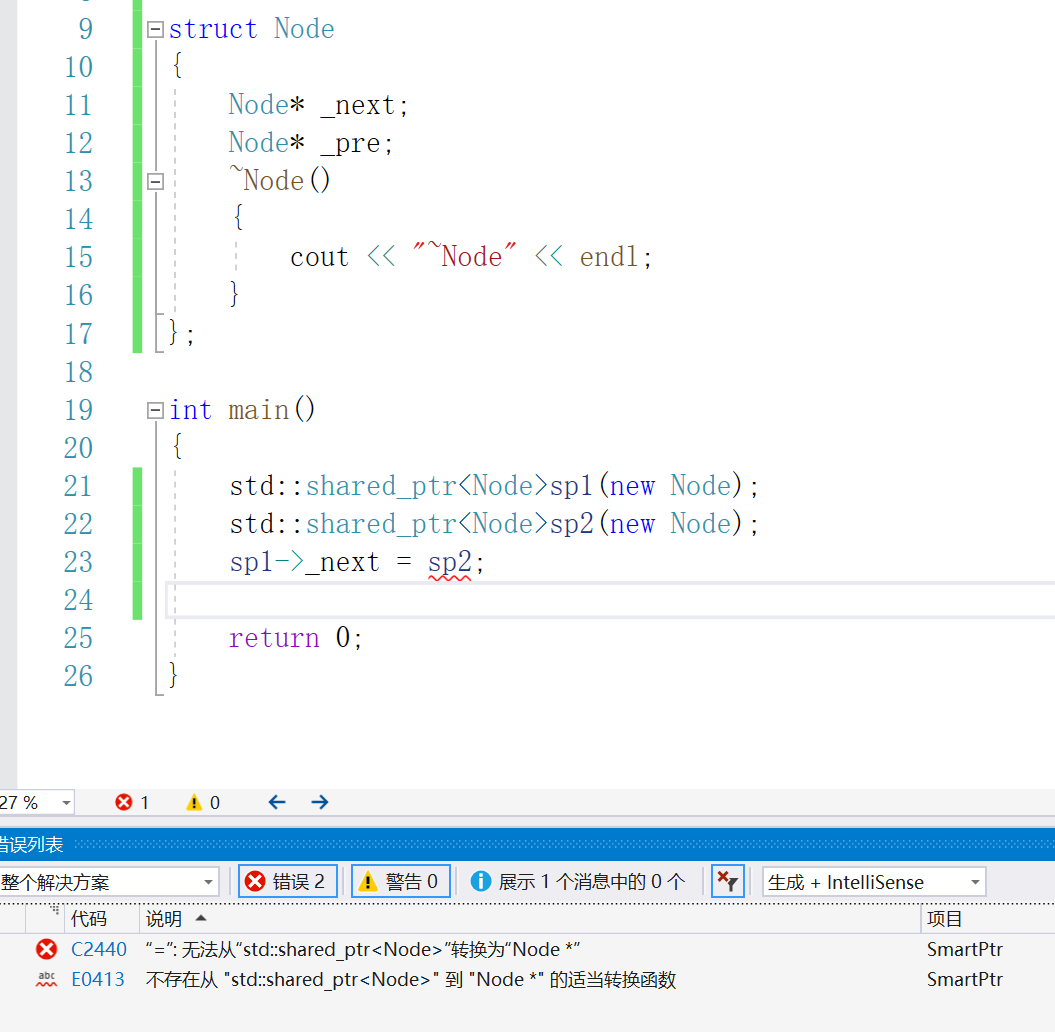 9 struct Node
10 {
11 Node* _next;
12 Node* _pre;
13 ~Node()
14 {
15 cout << "~Node" << endl;
16 }
17 };
18
19 int main()
20 {
21 std::shared_ptr<Node>sp1(new Node);
22 std::shared_ptr<Node>sp2(new Node);
23 sp1->_next = sp2;
24
25 return 0;
26 }
27 % 1 0
错误列表
整个解决方案 错误 2 警告 0 展示 1 个消息中的 0 个 生成 + IntelliSense
代码 说明 项目
C2440 “=”: 无法从“std::shared_ptr<Node>”转换为“Node *” SmartPtr
abc E0413 不存在从 "std::shared_ptr<Node>" 到 "Node *" 的适当转换函数 SmartPtr